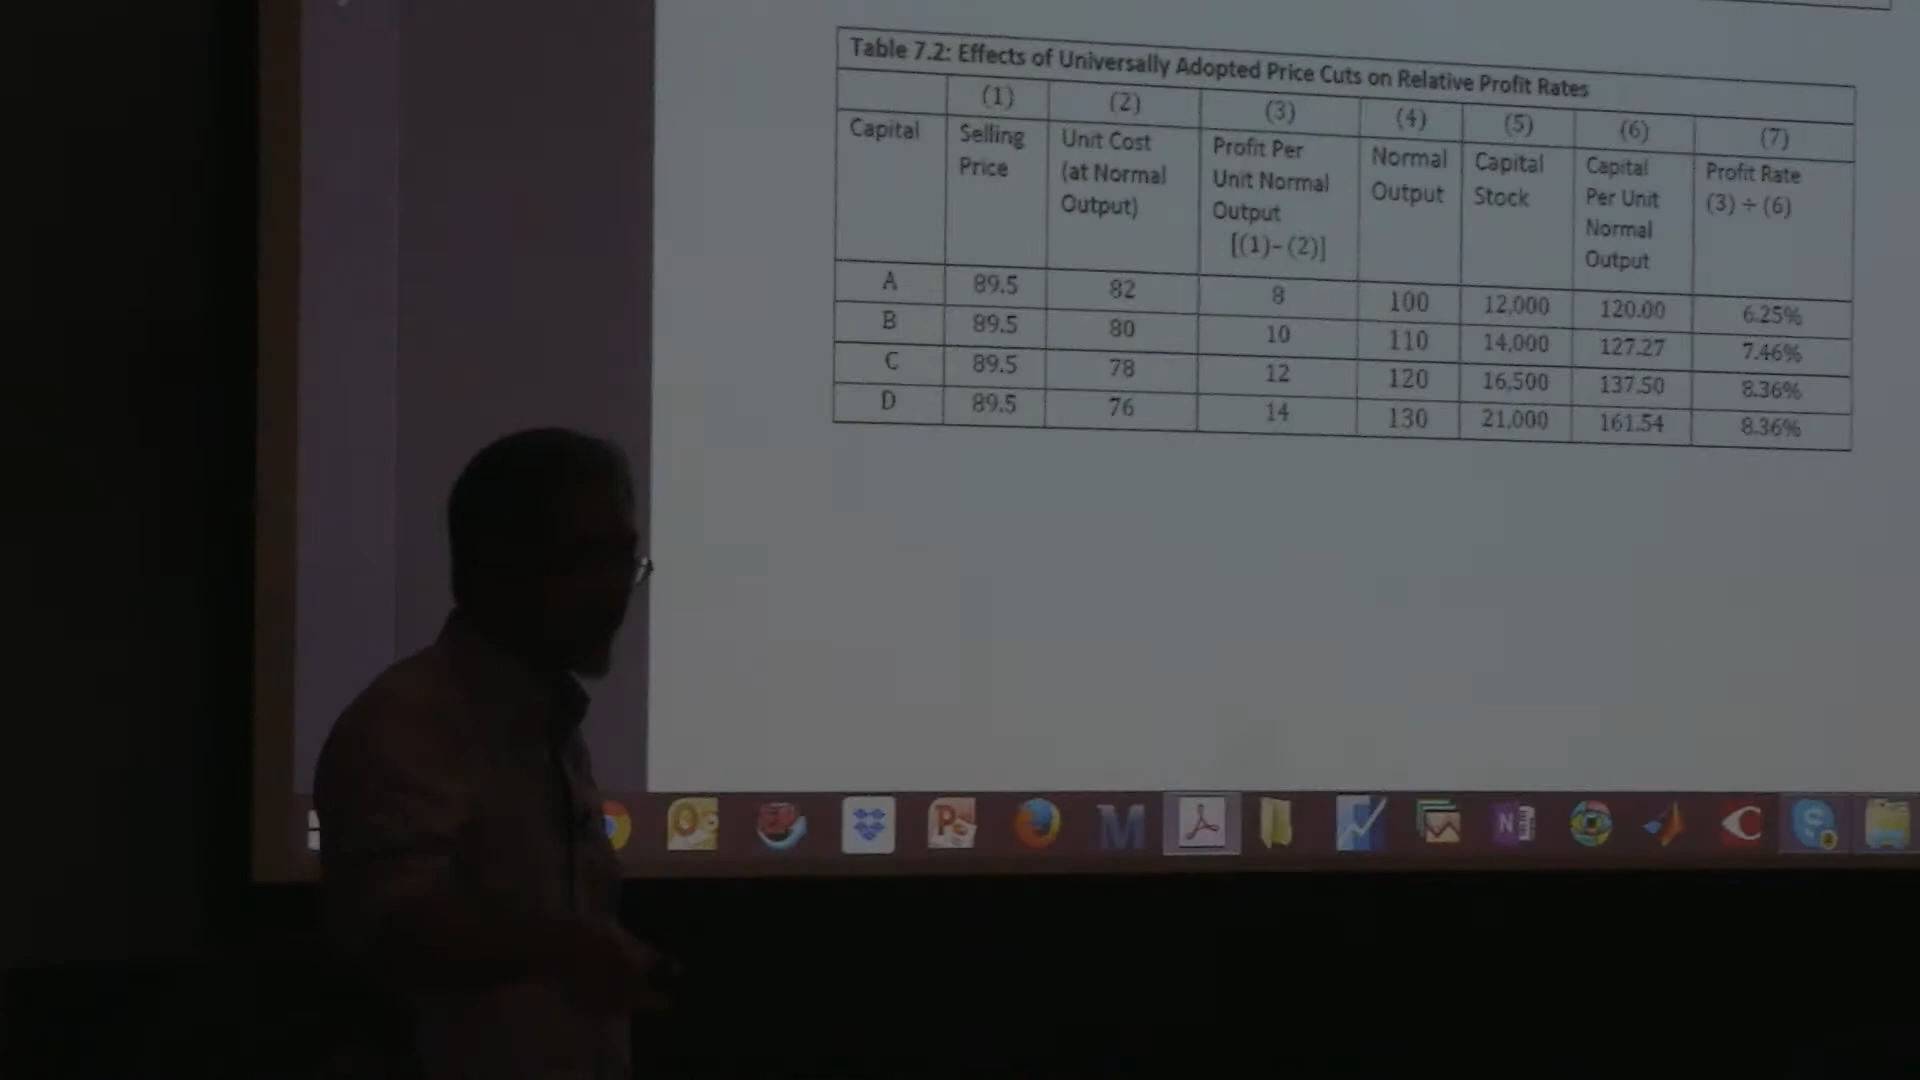 Table 7.2: Effects of Universally Adopted Price Cuts on Relative Profit Rates
(1) (2) (3) (4) (5) (6) (7)
Capital Selling Price Unit Cost (at Normal Output) Profit Per Unit Normal Output [(1)- (2)] Normal Output Capital Stock Capital Per Unit Normal Output Profit Rate (3) ÷ (6)
A 89.5 82 8 100 12,000 120.00 6.25%
B 89.5 80 10 110 14,000 127.27 7.46%
C 89.5 78 12 120 16,500 137.50 8.36%
D 89.5 76 14 130 21,000 161.54 8.36%